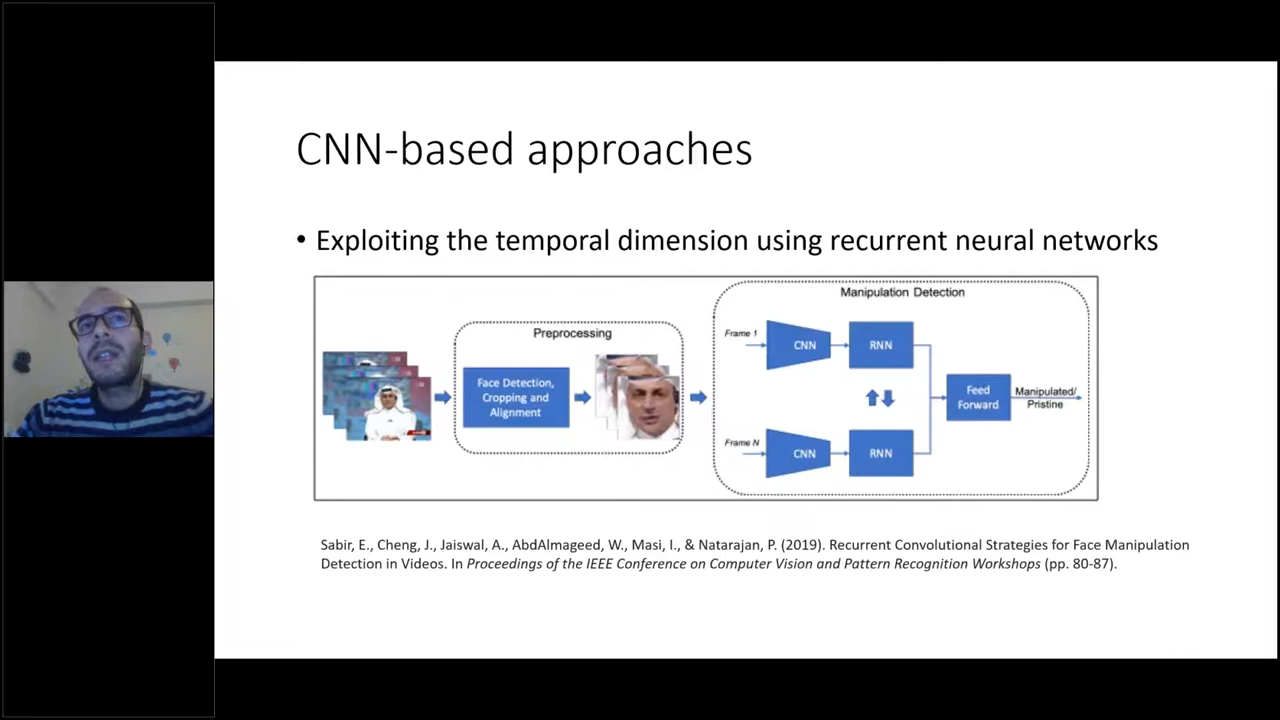 CNN-based approaches
• Exploiting the temporal dimension using recurrent neural networks
Preprocessing
Face Detection,
Cropping and
Alignment
Manipulation Detection
Frame 1
CNN
RNN
Frame N
CNN
RNN
Feed
Forward
Manipulated/
Pristine
Sabir, E., Cheng, J., Jaiswal, A., AbdAlmageed, W., Masi, I., & Natarajan, P. (2019). Recurrent Convolutional Strategies for Face Manipulation
Detection in Videos. In Proceedings of the IEEE Conference on Computer Vision and Pattern Recognition Workshops (pp. 80-87).